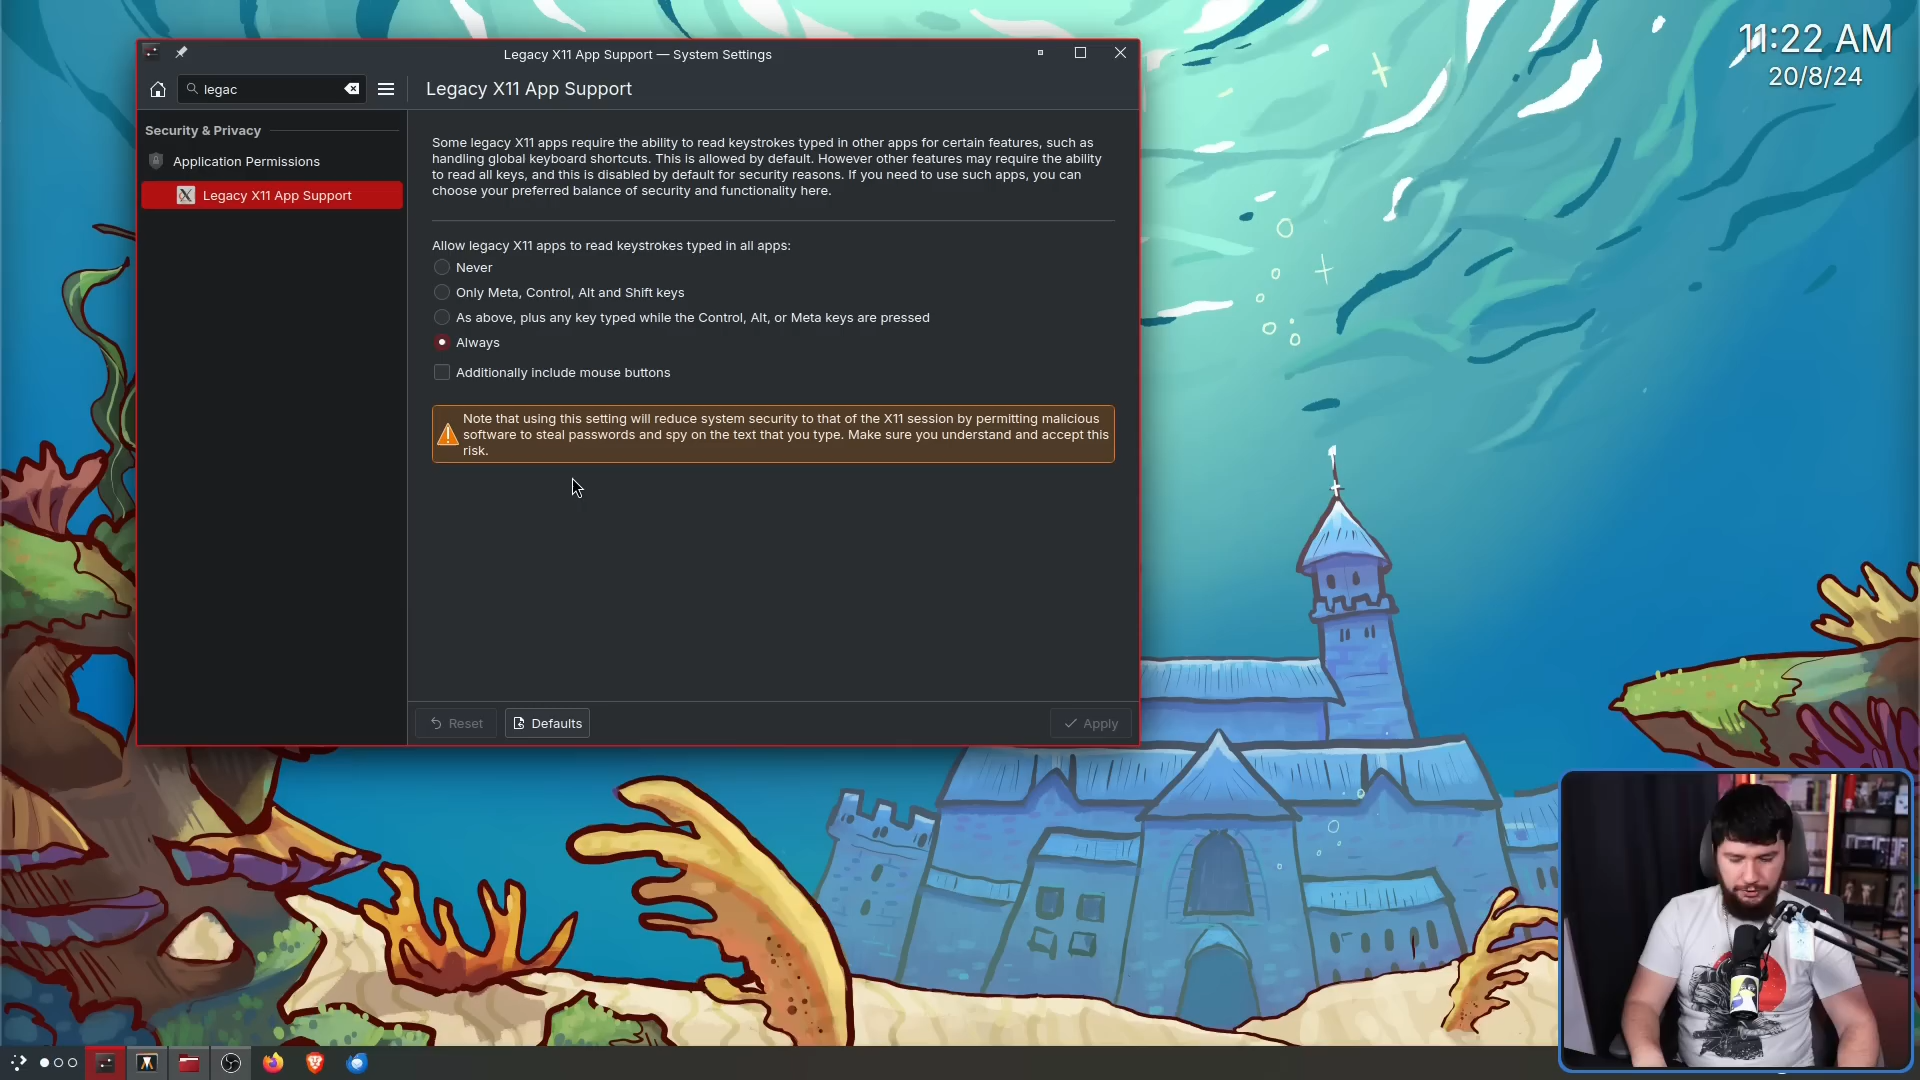 11:22 AM
20/8/24
Legacy X11 App Support — System Settings
legac
Legacy X11 App Support
Security & Privacy
Application Permissions
Legacy X11 App Support
Some legacy X11 apps require the ability to read keystrokes typed in other apps for certain features, such as
handling global keyboard shortcuts. This is allowed by default. However other features may require the ability
to read all keys, and this is disabled by default for security reasons. If you need to use such apps, you can
choose your preferred balance of security and functionality here.
Allow legacy X11 apps to read keystrokes typed in all apps:
Never
Only Meta, Control, Alt and Shift keys
As above, plus any key typed while the Control, Alt, or Meta keys are pressed
Always
Additionally include mouse buttons
Note that using this setting will reduce system security to that of the X11 session by permitting malicious
software to steal passwords and spy on the text that you type. Make sure you understand and accept this
risk.
Reset
Defaults
Apply